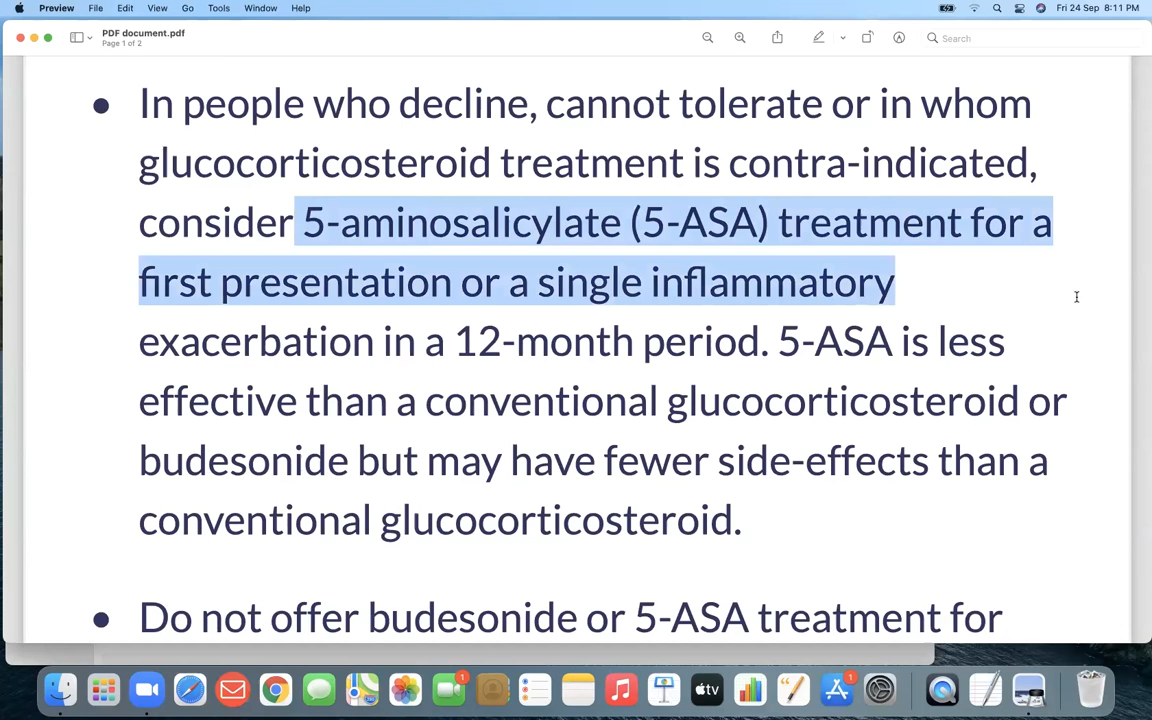 Preview File Edit View Go Tools Window Help Fri 24 Sep 8:11 PM
PDF document.pdf
Page 1 of 2
Search
• In people who decline, cannot tolerate or in whom
glucocorticosteroid treatment is contra-indicated,
consider 5-aminosalicylate (5-ASA) treatment for a
first presentation or a single inflammatory
exacerbation in a 12-month period. 5-ASA is less
effective than a conventional glucocorticosteroid or
budesonide but may have fewer side-effects than a
conventional glucocorticosteroid.
• Do not offer budesonide or 5-ASA treatment for
1
tv
1